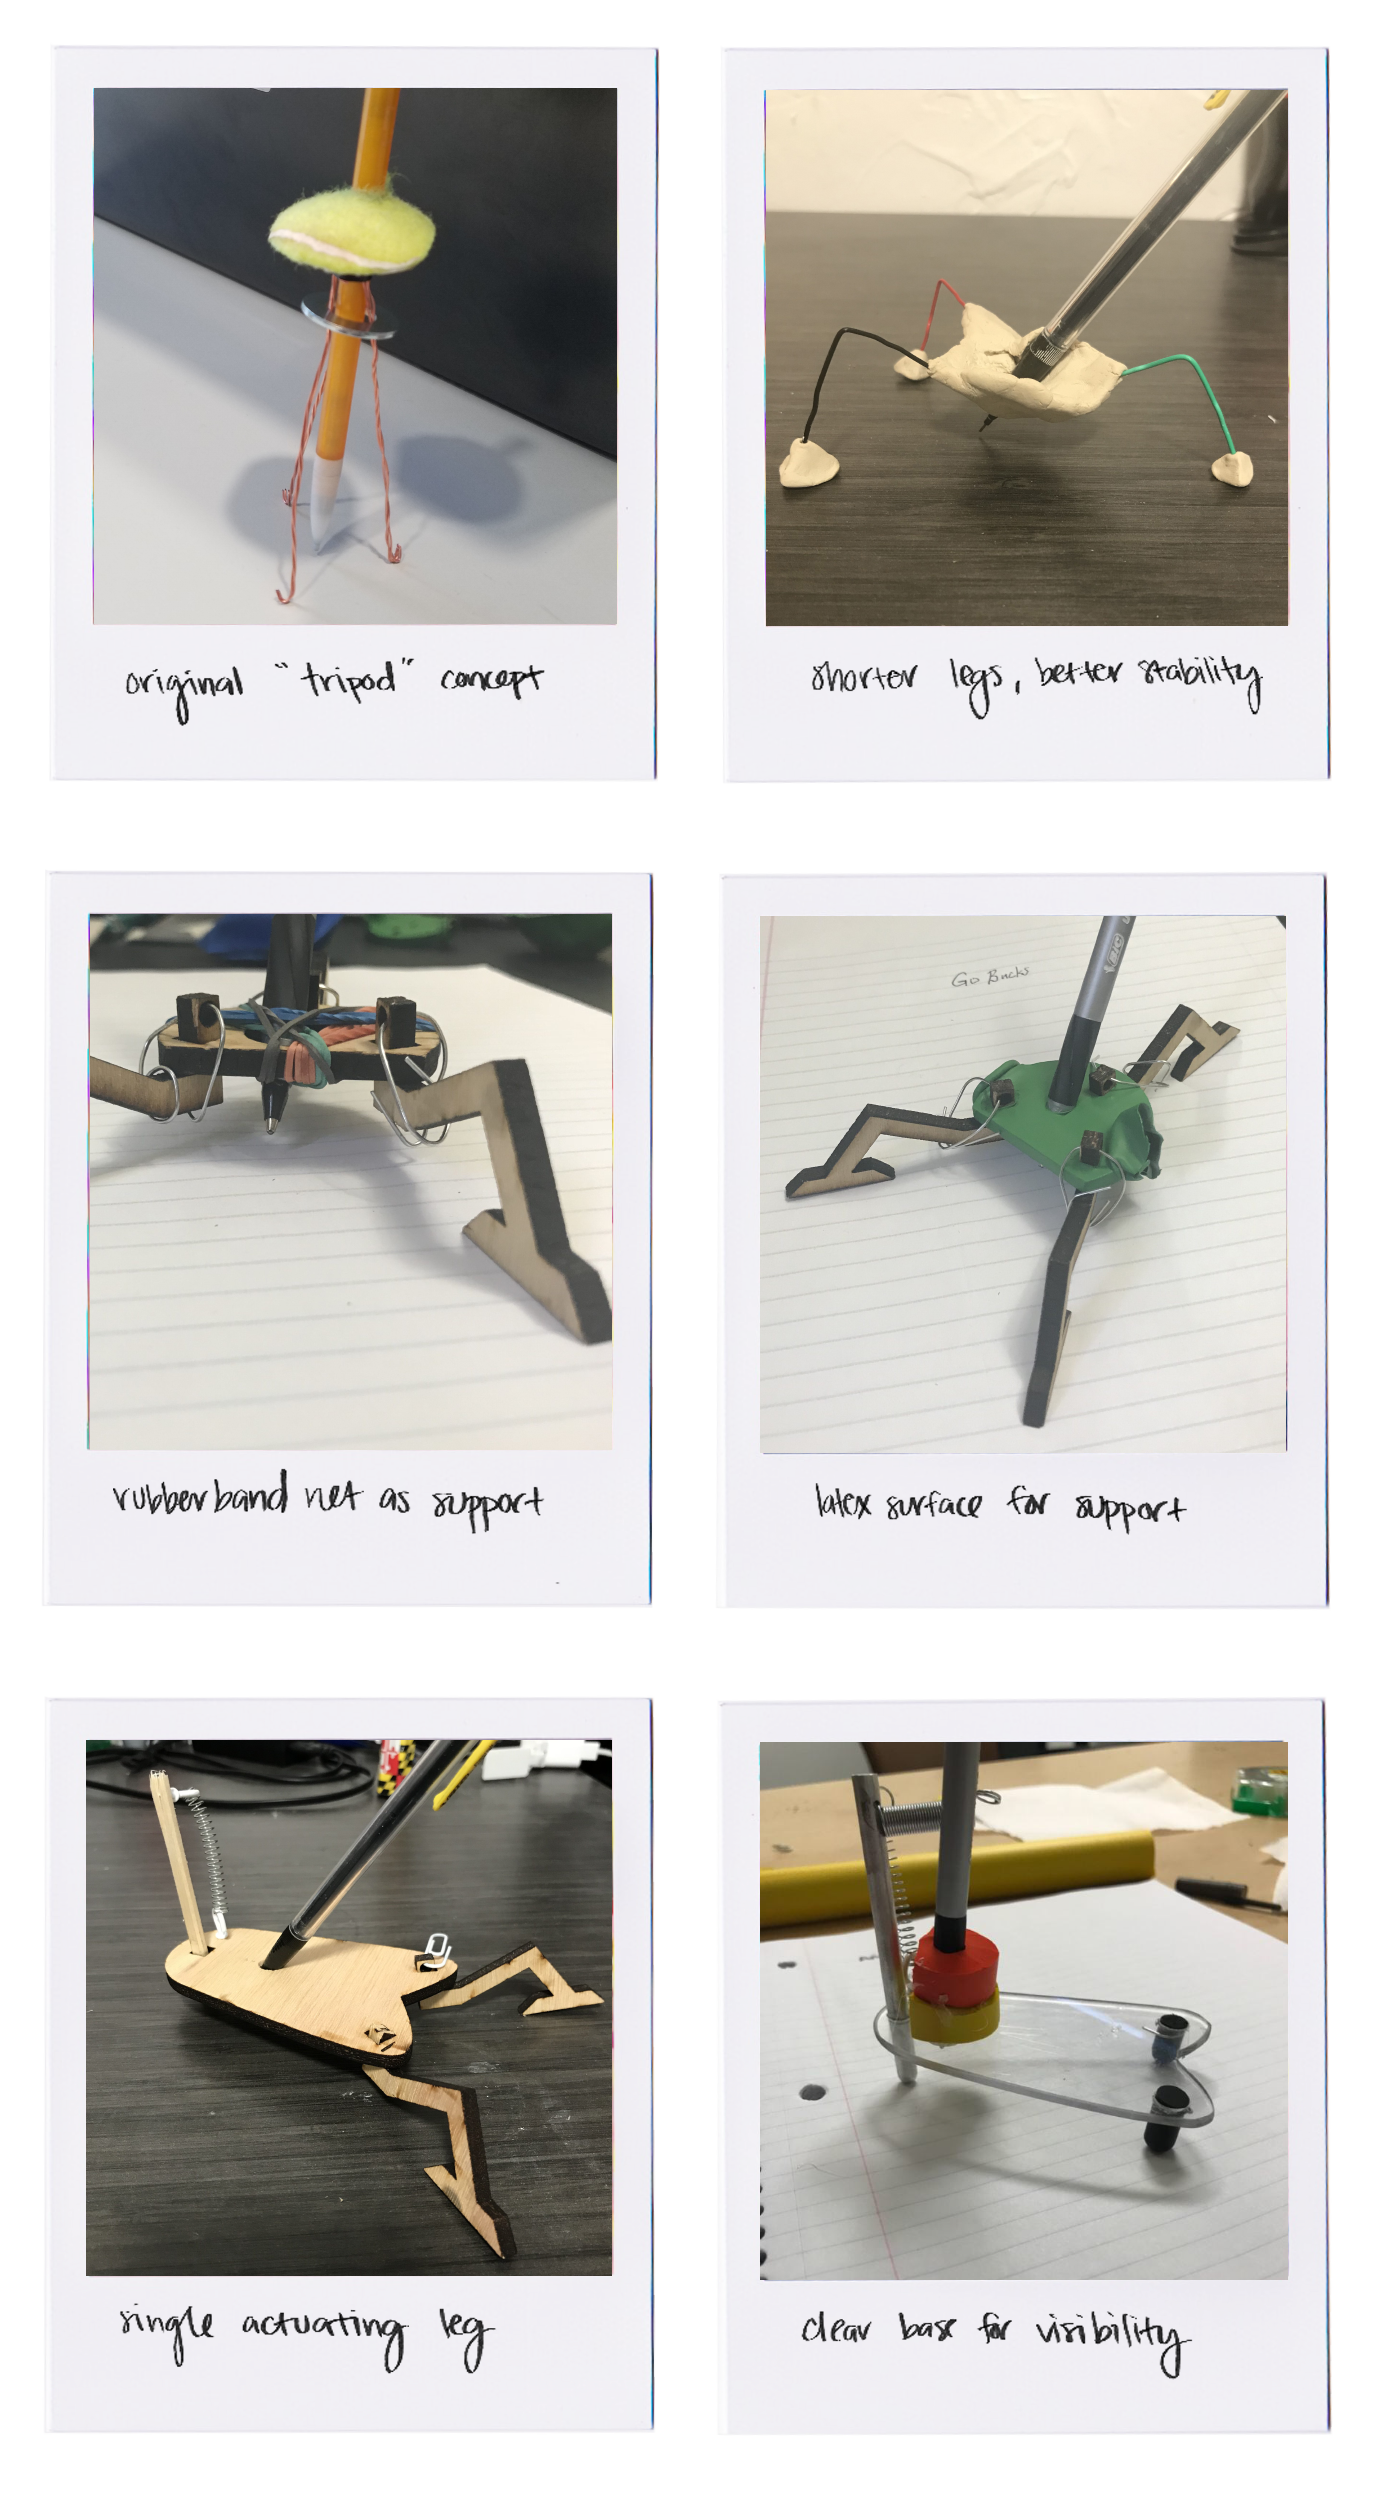 original "tripod" concept
shorter legs, better stability
Go Bucks
BIC
rubberband net as support
latex surface for support
single actuating leg
clear base for visibility